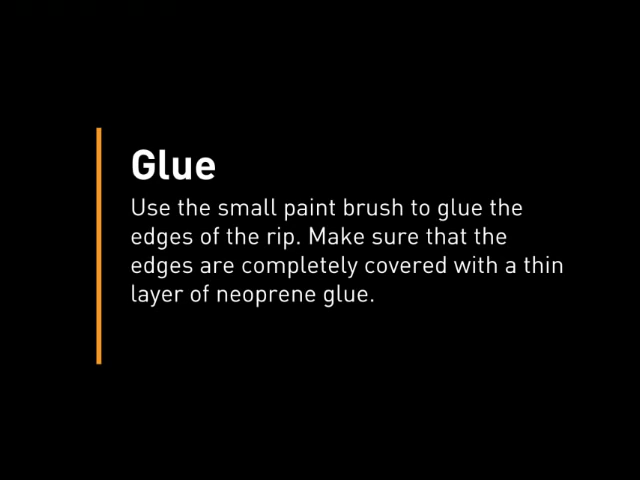 Glue
Use the small paint brush to glue the
edges of the rip. Make sure that the
edges are completely covered with a thin
layer of neoprene glue.